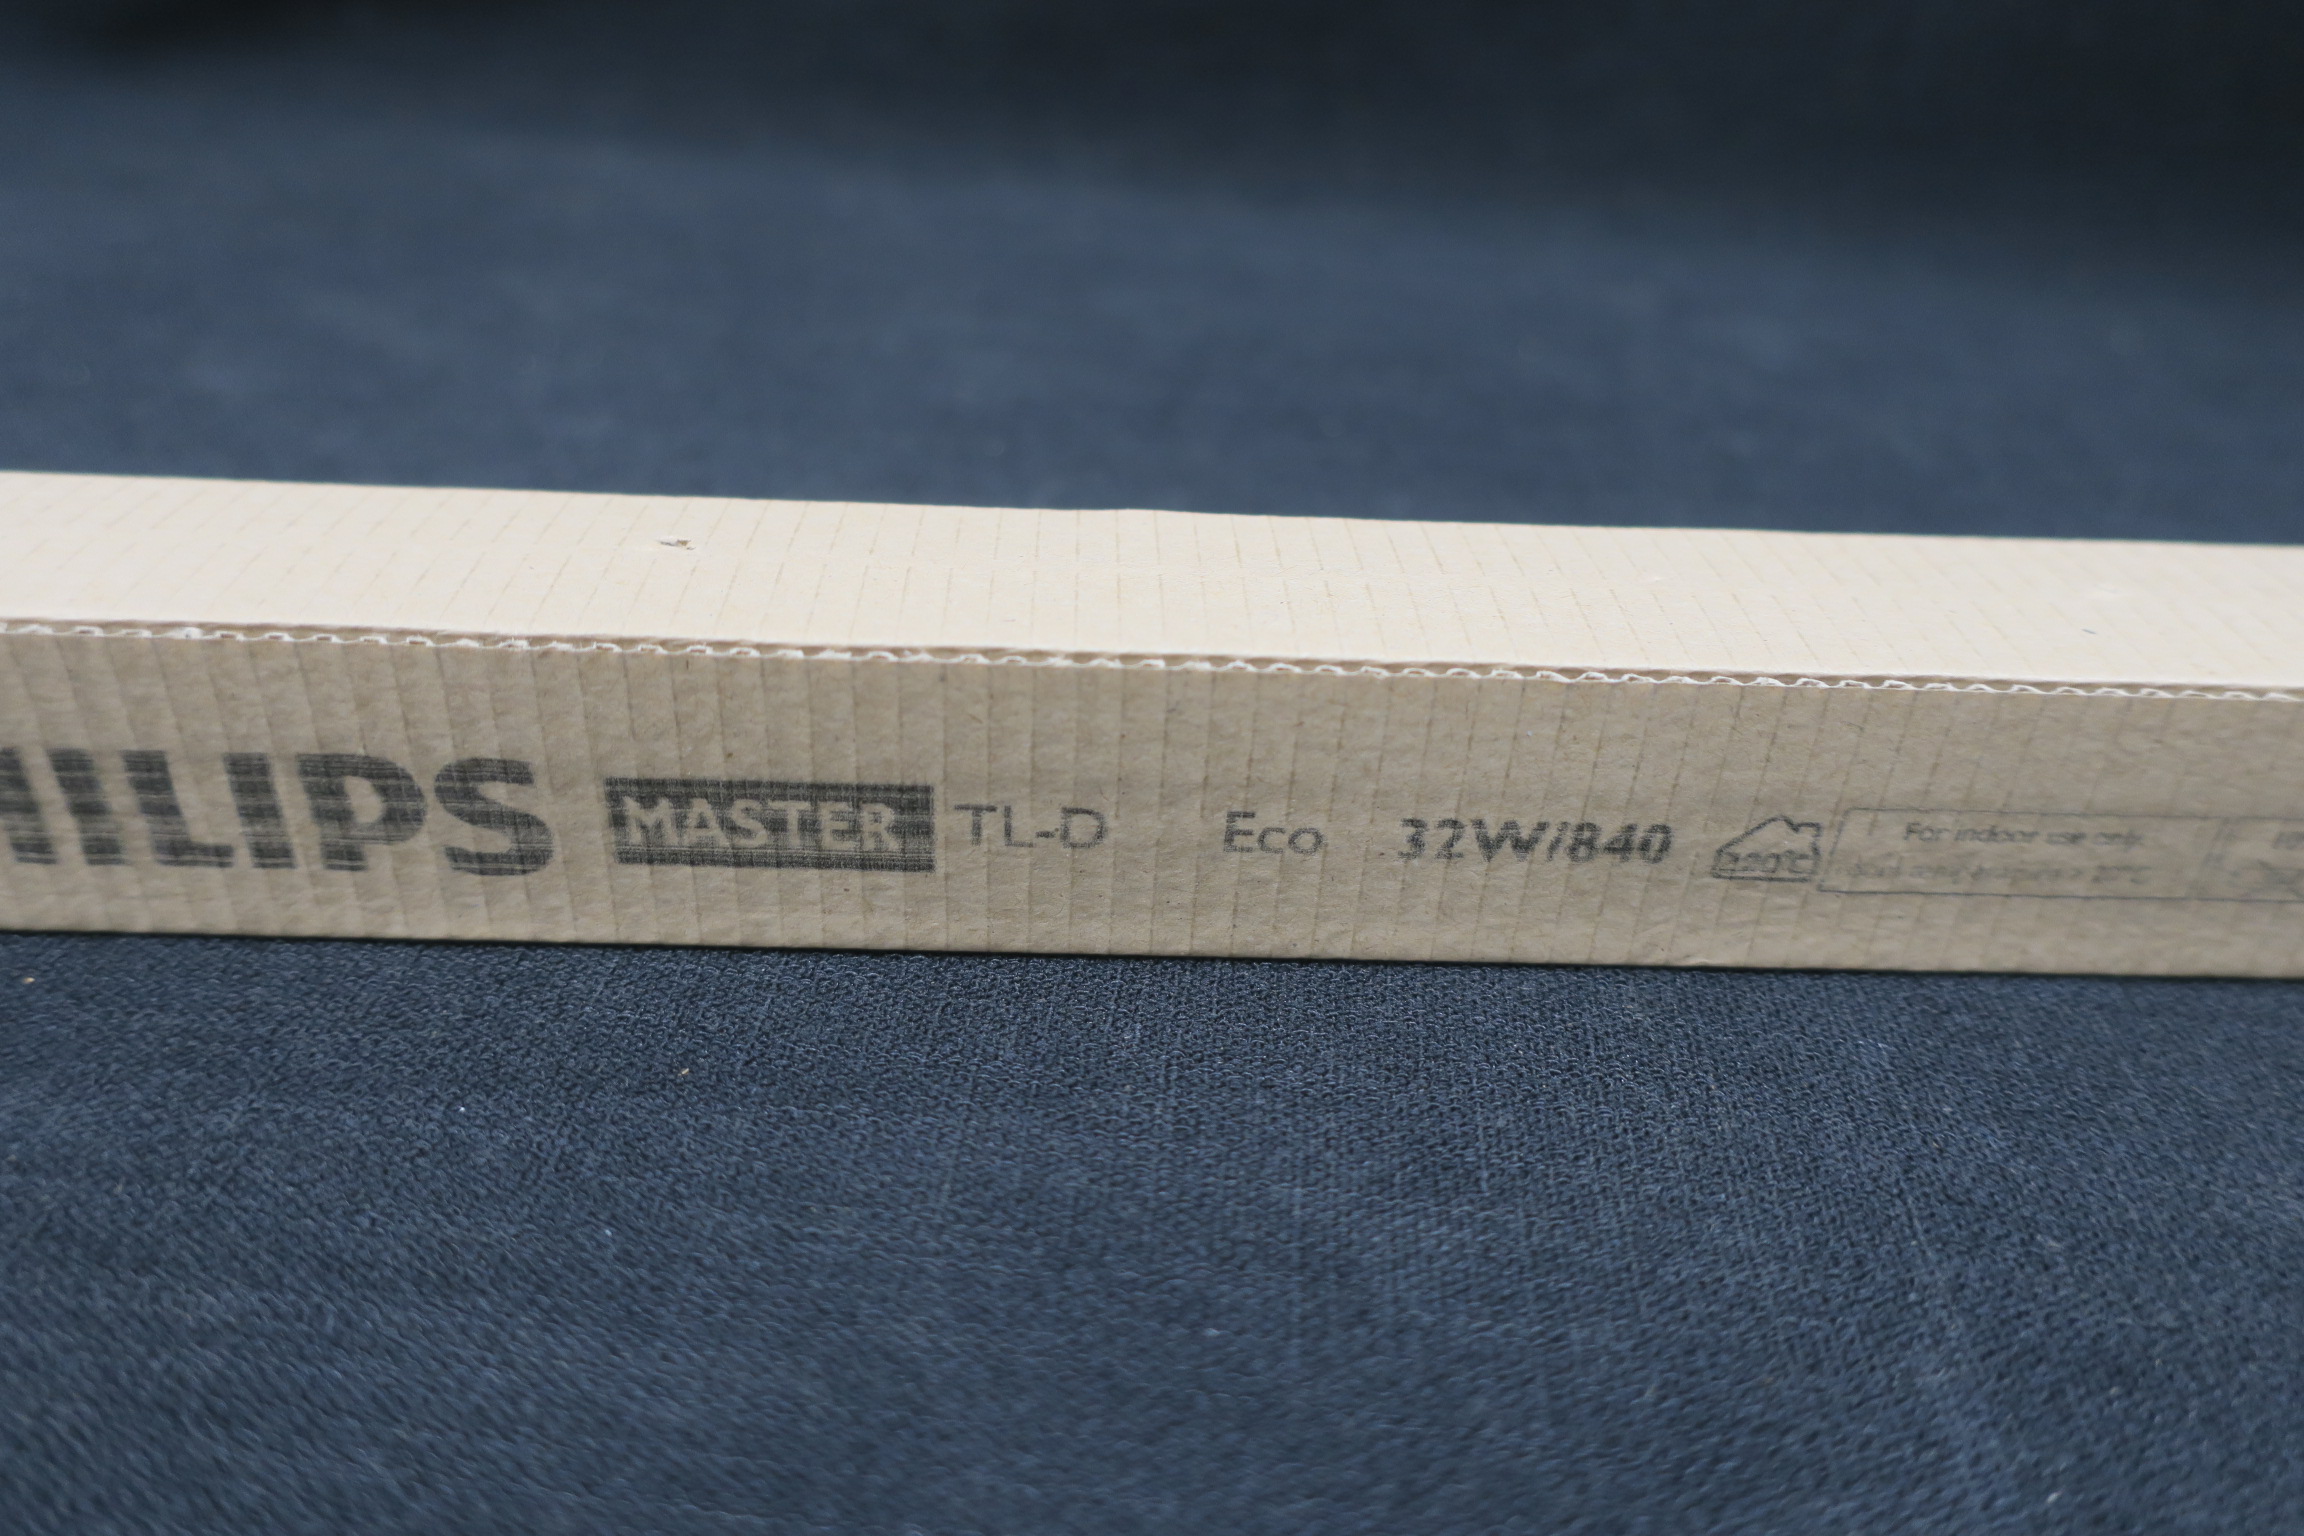 HILIPS MASTER TL-D Eco 32W/840
For indoor use only.